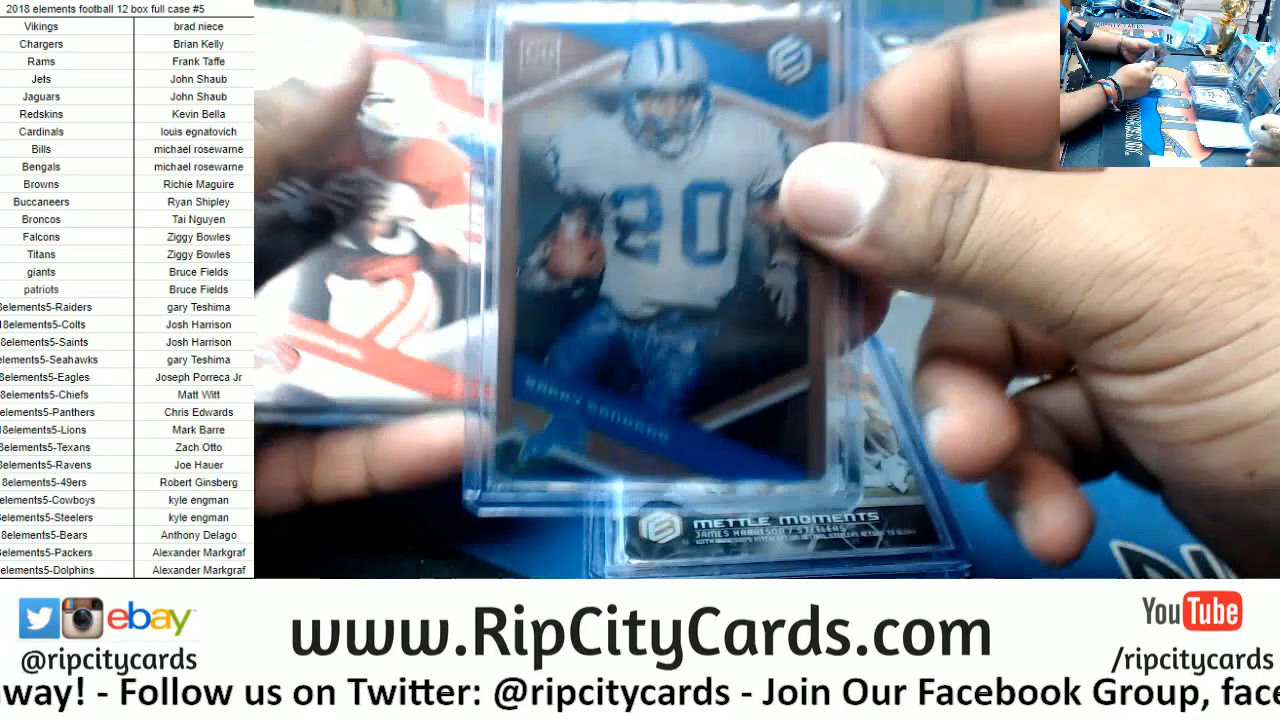 2018 elements football 12 box full case #5
Vikings brad niece
Chargers Brian Kelly
Rams Frank Taffe
Jets John Shaub
Jaguars John Shaub
Redskins Kevin Bella
Cardinals louis egnatovich
Bills michael rosewarne
Bengals michael rosewarne
Browns Richie Maguire
Buccaneers Ryan Shipley
Broncos Tai Nguyen
Falcons Ziggy Bowles
Titans Ziggy Bowles
giants Bruce Fields
patriots Bruce Fields
8elements5-Raiders gary Teshima
18elements5-Colts Josh Harrison
8elements5-Saints Josh Harrison
elements5-Seahawks gary Teshima
8elements5-Eagles Joseph Porreca Jr
8elements5-Chiefs Matt Witt
elements5-Panthers Chris Edwards
18elements5-Lions Mark Barre
8elements5-Texans Zach Otto
elements5-Ravens Joe Hauer
8elements5-49ers Robert Ginsberg
elements5-Cowboys kyle engman
elements5-Steelers kyle engman
8elements5-Bears Anthony Delago
elements5-Packers Alexander Markgraf
elements5-Dolphins Alexander Markgraf
20
BARRY SANDERS
METTLE MOMENTS
JAMES HARRISON / STEELERS
ebay
@ripcitycards
www.RipCityCards.com
YouTube
/ripcitycards
away! - Follow us on Twitter: @ripcitycards - Join Our Facebook Group, face